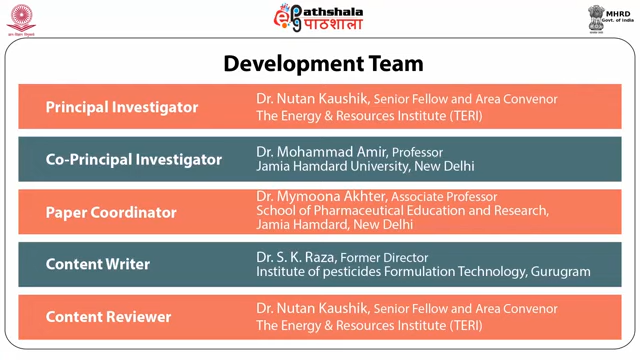 ePathshala
पाठशाला
MHRD
Govt. of India
Development Team
Principal Investigator
Dr. Nutan Kaushik, Senior Fellow and Area Convenor
The Energy & Resources Institute (TERI)
Co-Principal Investigator
Dr. Mohammad Amir, Professor
Jamia Hamdard University, New Delhi
Paper Coordinator
Dr. Mymoona Akhter, Associate Professor
School of Pharmaceutical Education and Research,
Jamia Hamdard, New Delhi
Content Writer
Dr. S. K. Raza, Former Director
Institute of pesticides Formulation Technology, Gurugram
Content Reviewer
Dr. Nutan Kaushik, Senior Fellow and Area Convenor
The Energy & Resources Institute (TERI)